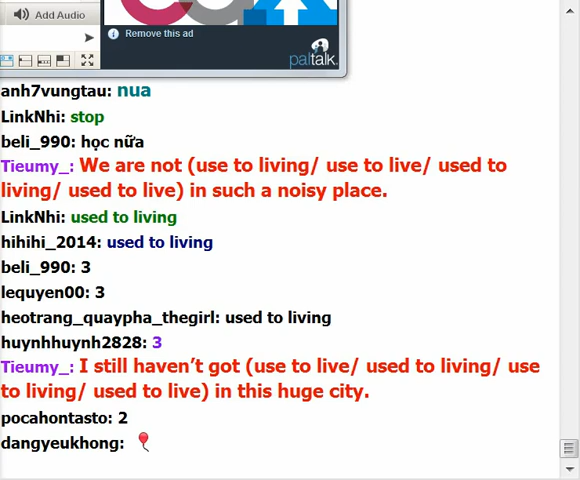 Add Audio
Remove this ad
paltalk
anh7vungtau: nua
LinkNhi: stop
beli_990: học nữa
Tieumy_: We are not (use to living/ use to live/ used to
living/ used to live) in such a noisy place.
LinkNhi: used to living
hihihi_2014: used to living
beli_990: 3
lequyen00: 3
heotrang_quaypha_thegirl: used to living
huynhhuynh2828: 3
Tieumy_: I still haven’t got (use to live/ used to living/ use
to living/ used to live) in this huge city.
pocahontasto: 2
dangyeukhong: